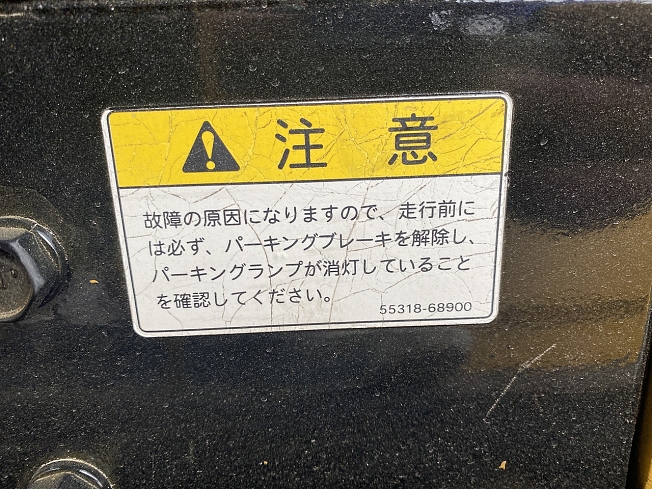 注意
故障の原因になりますので、走行前に
は必ず、パーキングブレーキを解除し、
パーキングランプが消灯していること
を確認してください。
55318-68900